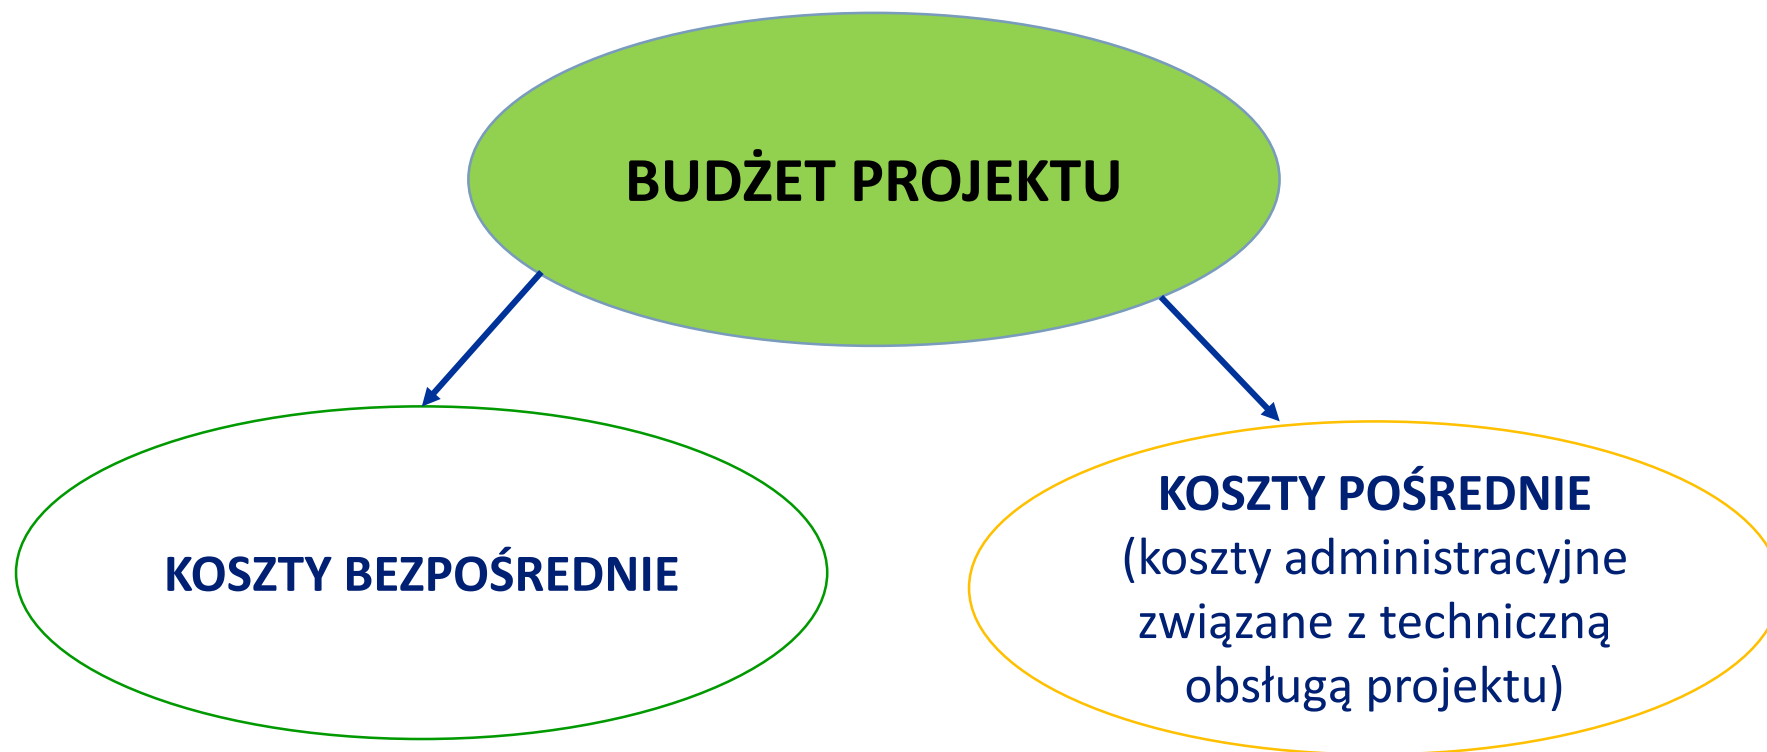 BUDŻET PROJEKTU
KOSZTY BEZPOŚREDNIE
KOSZTY POŚREDNIE
(koszty administracyjne
związane z techniczną
obsługą projektu)